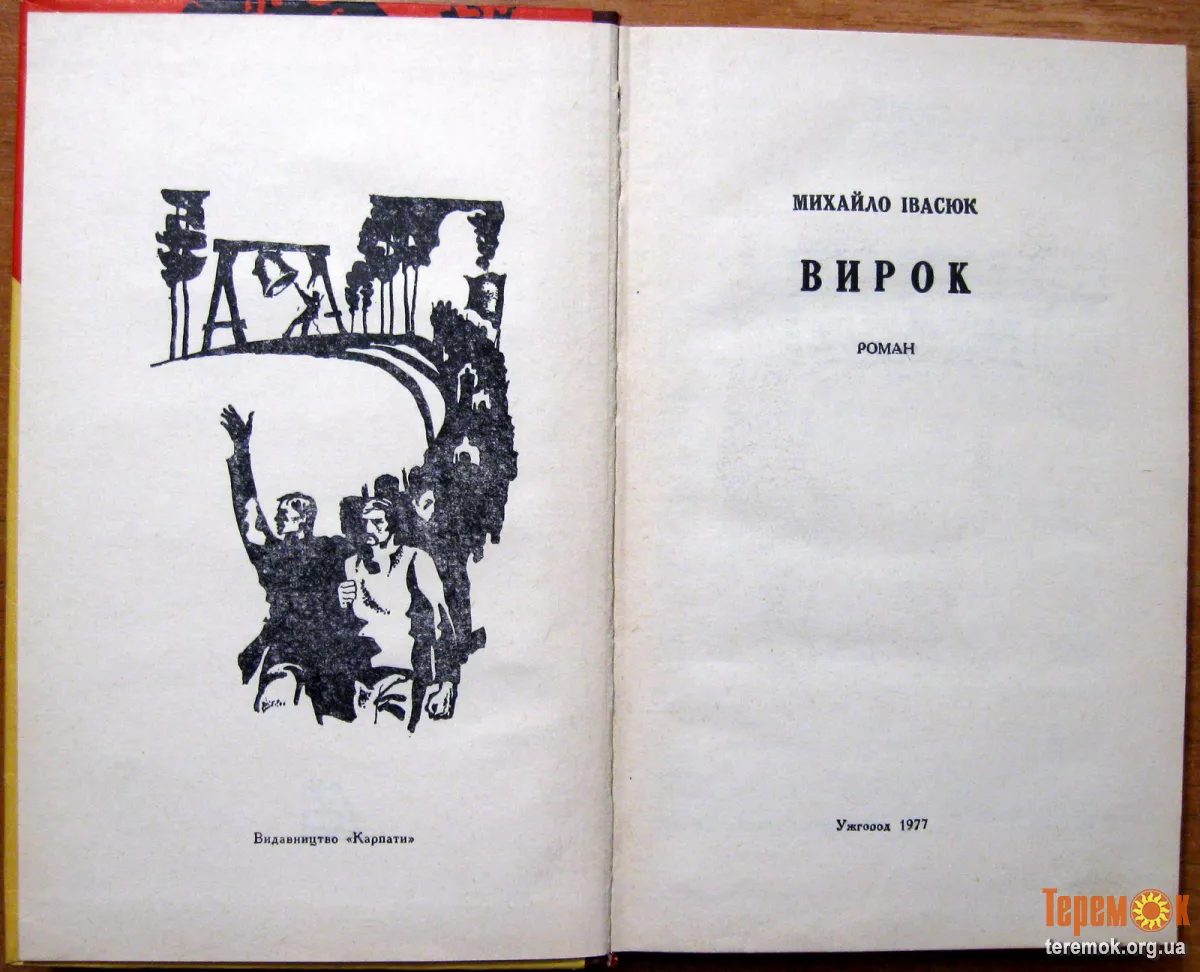 Видавництво «Карпати»
МИХАЙЛО ІВАСЮК
ВИРОК
РОМАН
Ужгород 1977
Теремок
teremok.org.ua